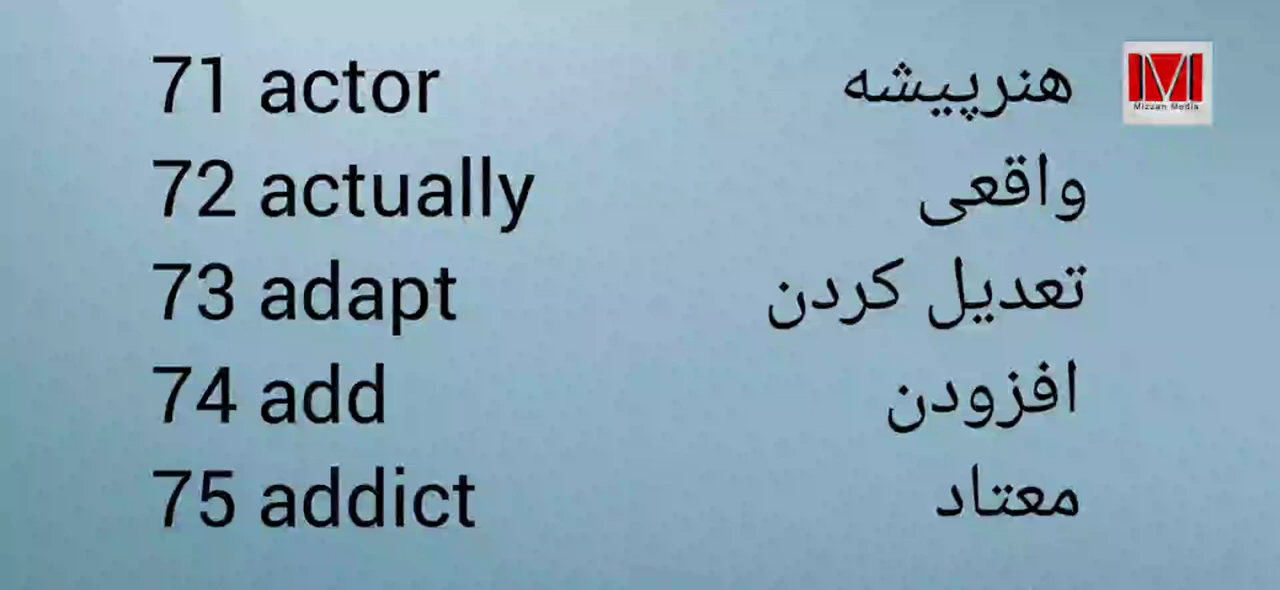 71 actor هنرپیشه
72 actually واقعی
73 adapt تعدیل کردن
74 add افزودن
75 addict معتاد
M
Mizzan Media